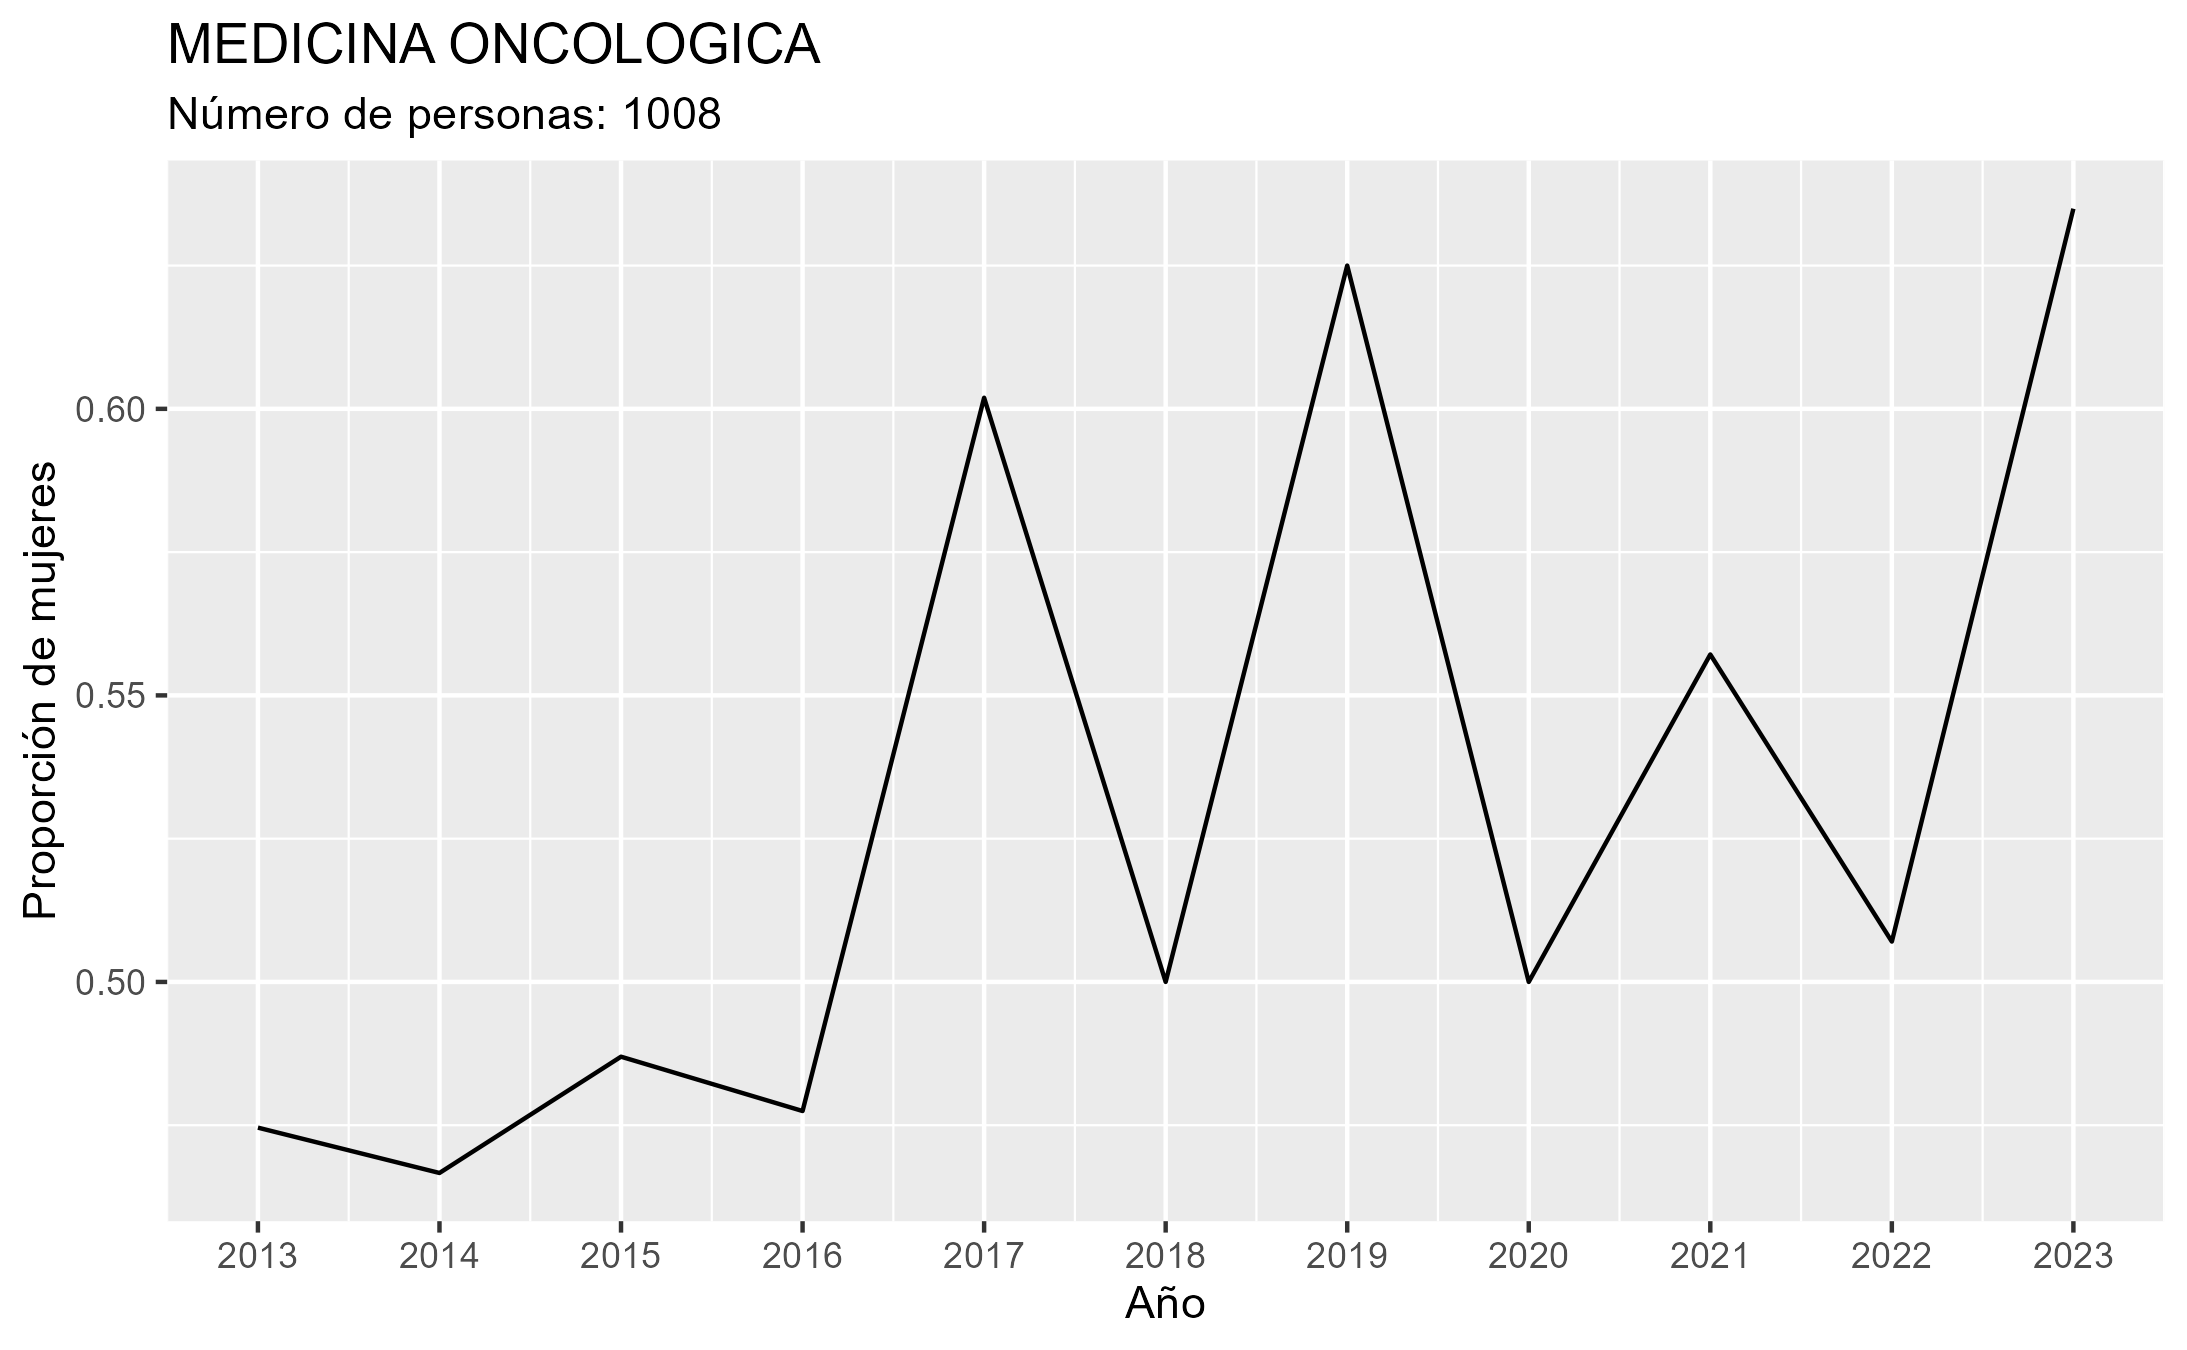 MEDICINA ONCOLOGICA
Número de personas: 1008
Proporción de mujeres
0.60
0.55
0.50
2013 2014 2015 2016 2017 2018 2019 2020 2021 2022 2023
Año